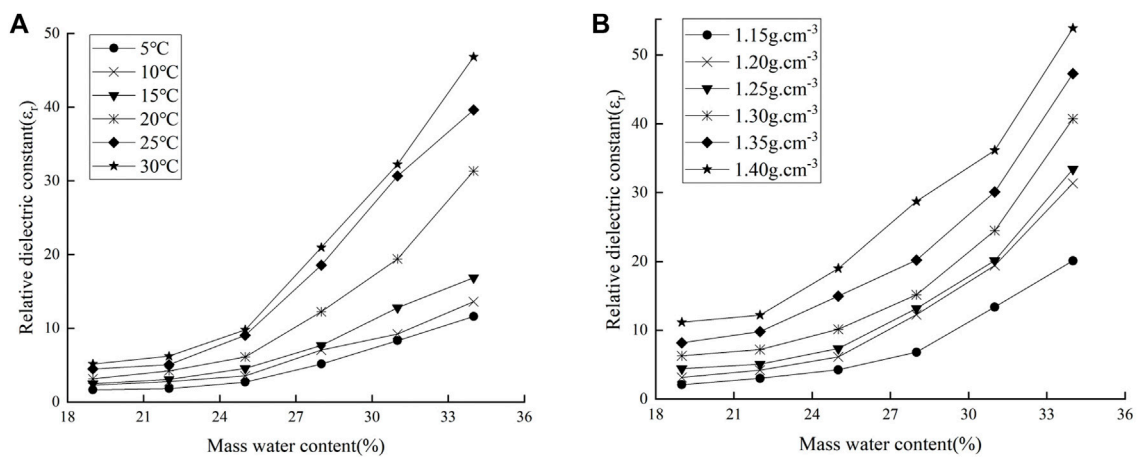 A
50
40
30
20
10
0
18 21 24 27 30 33 36
Relative dielectric constant(εr)
Mass water content(%)
5℃
10℃
15℃
20℃
25℃
30℃
B
50
40
30
20
10
0
18 21 24 27 30 33 36
Relative dielectric constant(εr)
Mass water content(%)
1.15g.cm⁻³
1.20g.cm⁻³
1.25g.cm⁻³
1.30g.cm⁻³
1.35g.cm⁻³
1.40g.cm⁻³